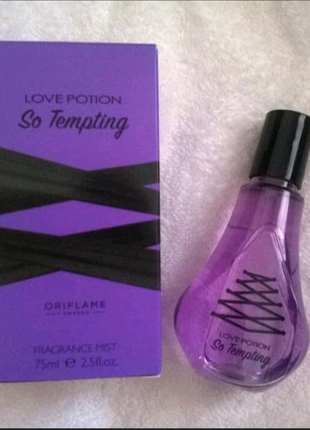 LOVE POTION
So Tempting
ORIFLAME
SWEDEN
FRAGRANCE MIST
75ml e 2.5fl.oz.
LOVE POTION
So Tempting